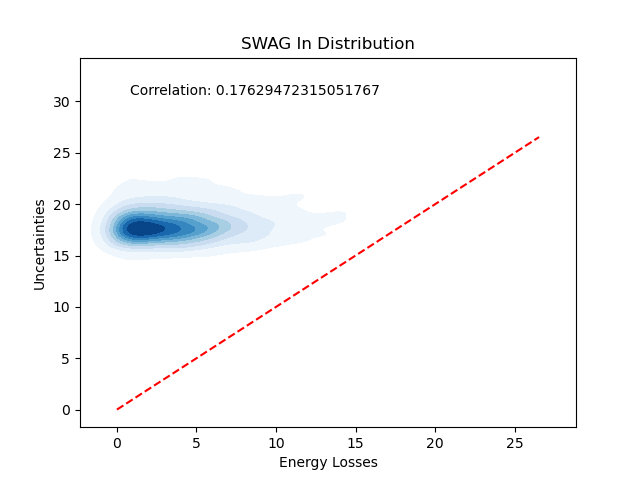 SWAG In Distribution
Correlation: 0.17629472315051767
30
25
20
15
10
5
0
Uncertainties
0 5 10 15 20 25
Energy Losses